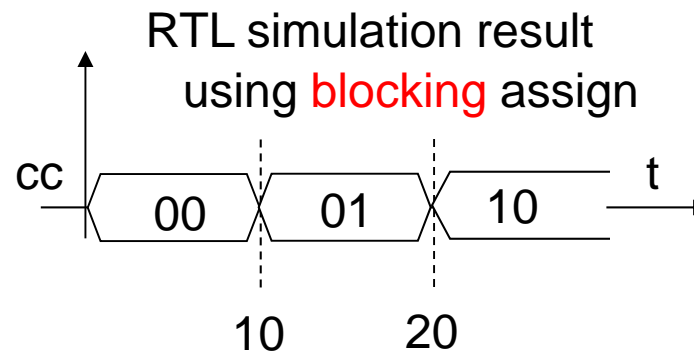 RTL simulation result
using blocking assign
cc
t
00
01
10
10
20